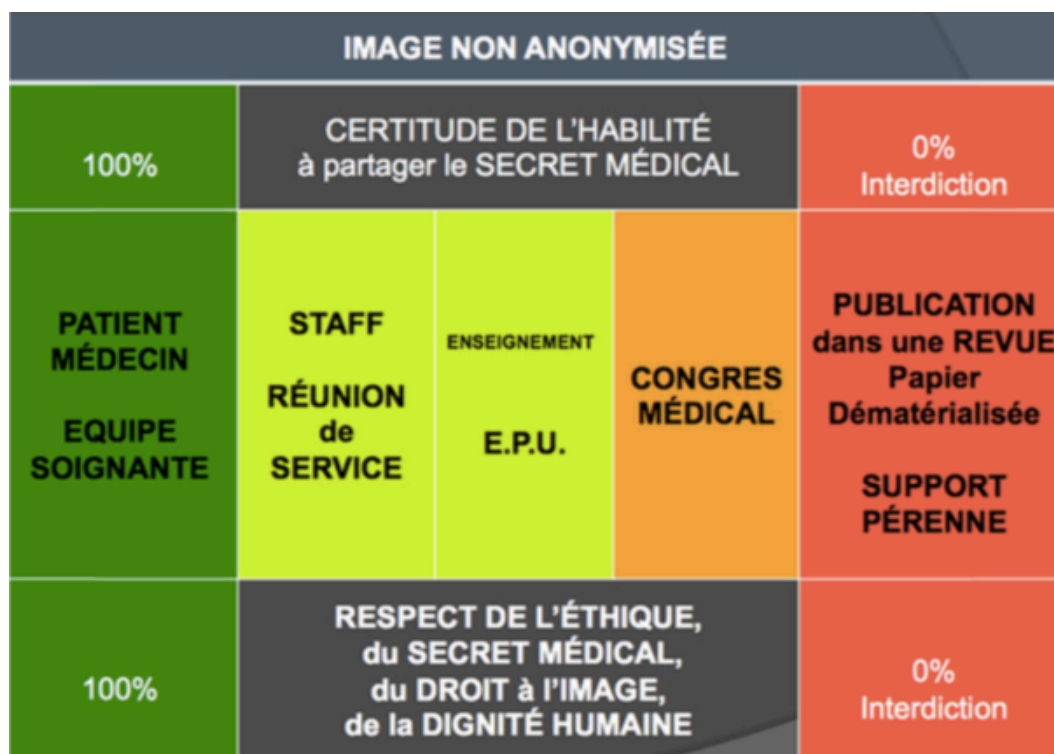 IMAGE NON ANONYMISÉE
100%
CERTITUDE DE L'HABILITÉ
à partager le SECRET MÉDICAL
0%
Interdiction
PATIENT
MÉDECIN
EQUIPE
SOIGNANTE
STAFF
RÉUNION
de
SERVICE
ENSEIGNEMENT
E.P.U.
CONGRES
MÉDICAL
PUBLICATION
dans une REVUE
Papier
Dématérialisée
SUPPORT
PÉRENNE
100%
RESPECT DE L'ÉTHIQUE,
du SECRET MÉDICAL,
du DROIT à l'IMAGE,
de la DIGNITÉ HUMAINE
0%
Interdiction